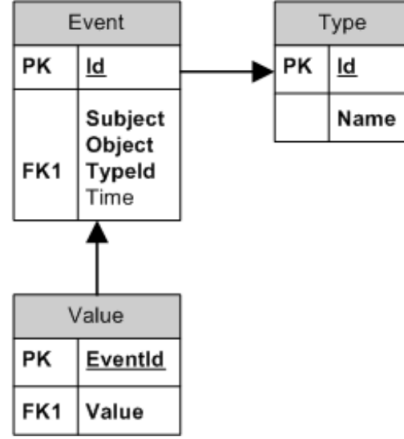 Event
PK Id
Subject
Object
FK1 TypeId
Time
Type
PK Id
Name
Value
PK EventId
FK1 Value